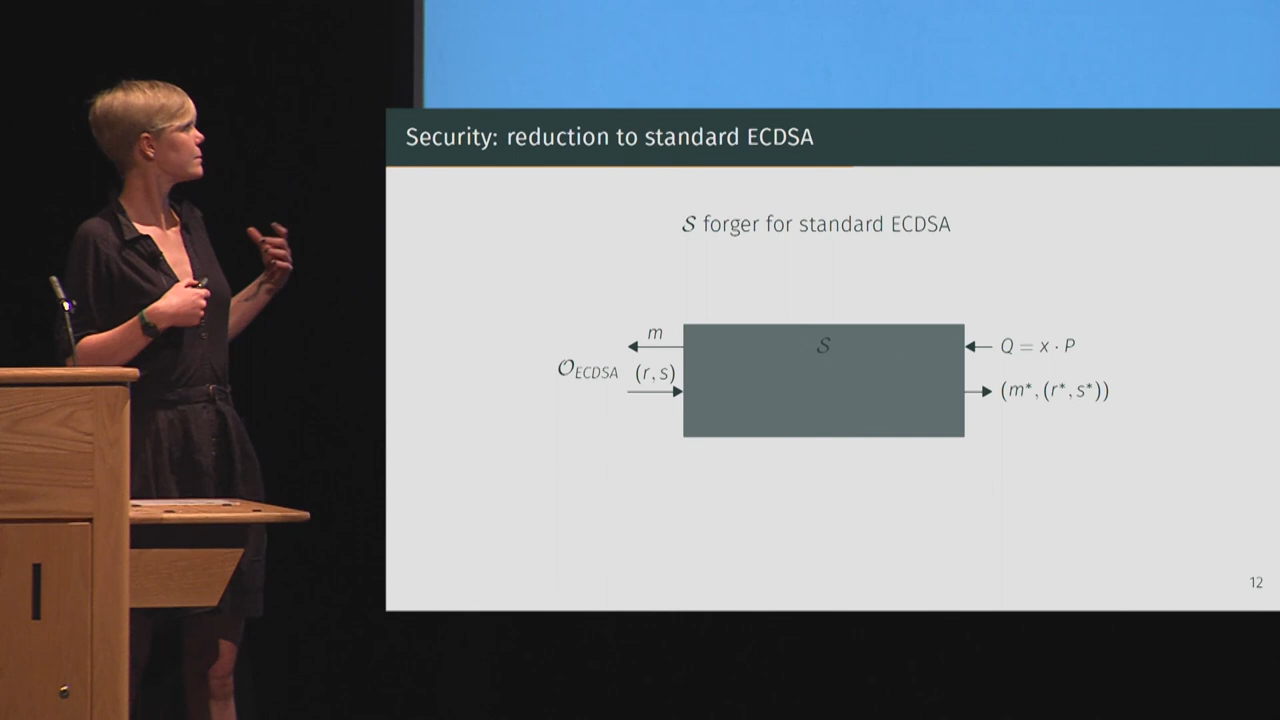 Security: reduction to standard ECDSA
𝒮 forger for standard ECDSA
m
𝒮
Q = x · P
𝒪ECDSA
(r, s)
(m*, (r*, s*))
12